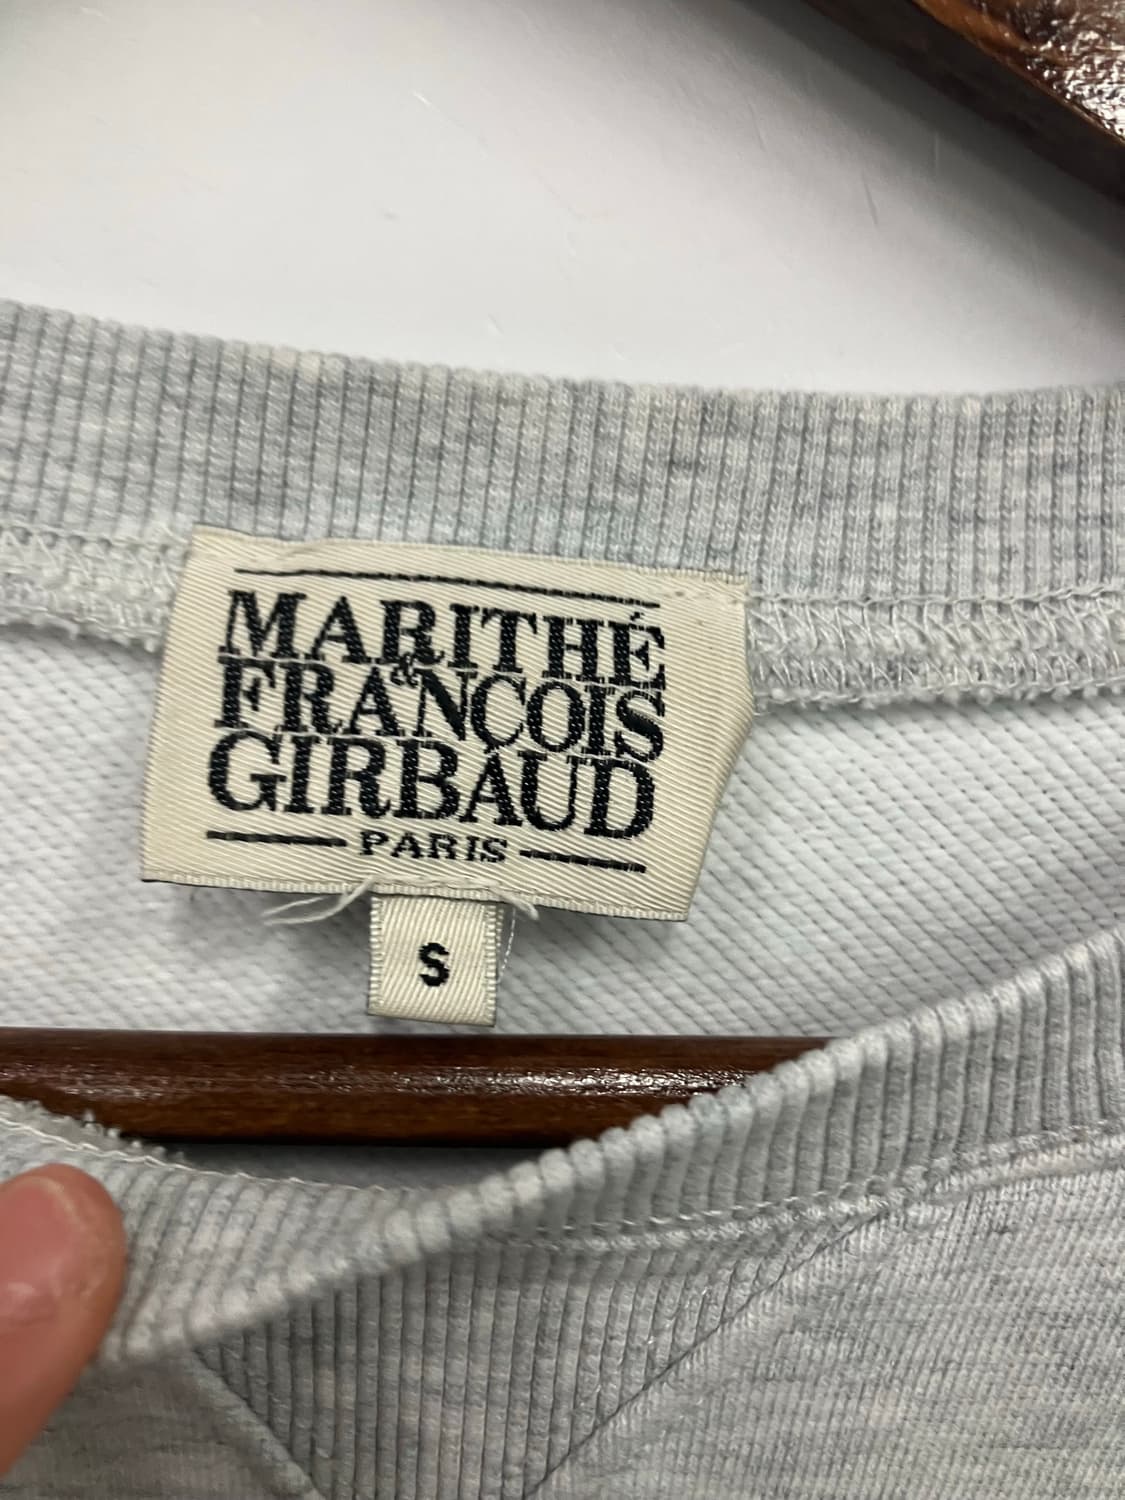 MARITHÉ
&
FRANÇOIS
GIRBAUD
PARIS
S